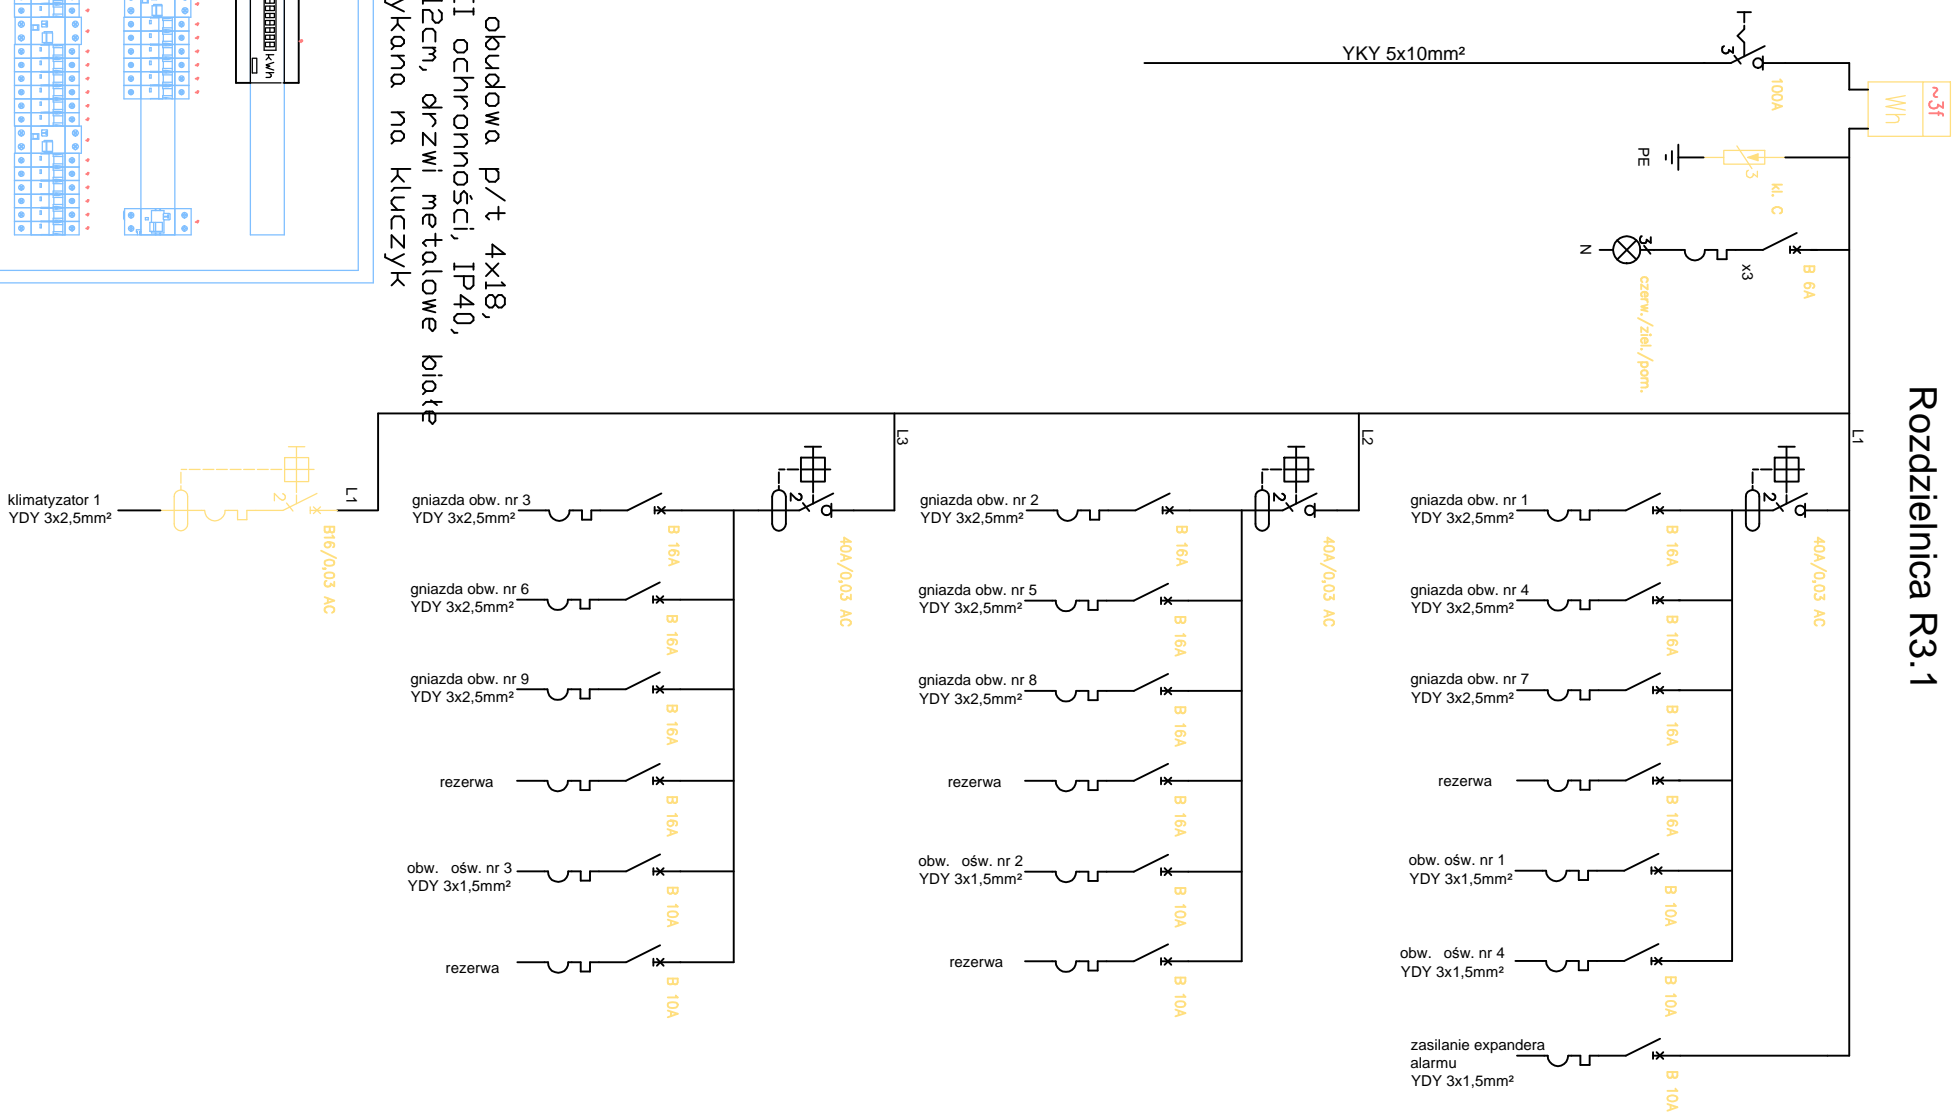 Rozdzielnica R3.1
YKY 5x10mm²
3
100A
~3f
Wh
PE
3
kl. C
N
3
x3
B 6A
czerw./ziel./pom.
kWh
obudowa p/t 4x18,
II ochronności, IP40,
12cm, drzwi metalowe białe
ykana na kluczyk
L1
2
40A/0,03 AC
gniazda obw. nr 1
YDY 3x2,5mm²
B 16A
gniazda obw. nr 4
YDY 3x2,5mm²
B 16A
gniazda obw. nr 7
YDY 3x2,5mm²
B 16A
rezerwa
B 16A
obw. ośw. nr 1
YDY 3x1,5mm²
B 10A
obw. ośw. nr 4
YDY 3x1,5mm²
B 10A
zasilanie expandera
alarmu
YDY 3x1,5mm²
B 10A
L2
2
40A/0,03 AC
gniazda obw. nr 2
YDY 3x2,5mm²
B 16A
gniazda obw. nr 5
YDY 3x2,5mm²
B 16A
gniazda obw. nr 8
YDY 3x2,5mm²
B 16A
rezerwa
B 16A
obw. ośw. nr 2
YDY 3x1,5mm²
B 10A
rezerwa
B 10A
L3
2
40A/0,03 AC
gniazda obw. nr 3
YDY 3x2,5mm²
B 16A
gniazda obw. nr 6
YDY 3x2,5mm²
B 16A
gniazda obw. nr 9
YDY 3x2,5mm²
B 16A
rezerwa
B 16A
obw. ośw. nr 3
YDY 3x1,5mm²
B 10A
rezerwa
B 10A
L1
2
B16/0,03 AC
klimatyzator 1
YDY 3x2,5mm²